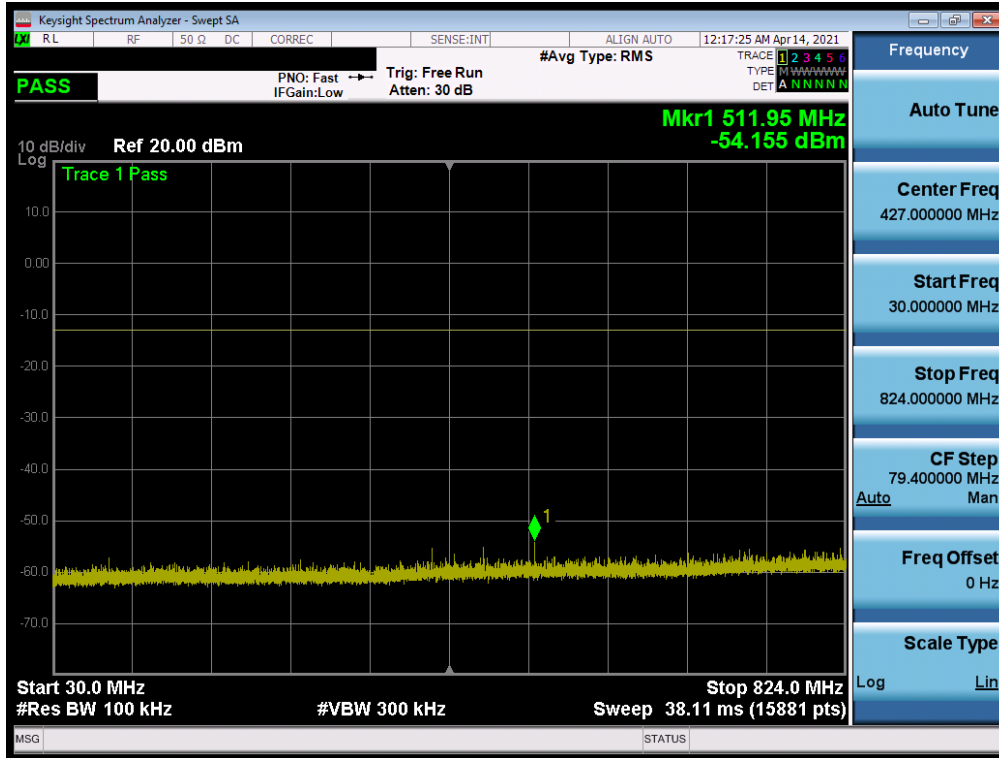 Keysight Spectrum Analyzer - Swept SA
LXI RL RF 50 Ω DC CORREC SENSE:INT ALIGN AUTO 12:17:25 AM Apr 14, 2021
#Avg Type: RMS
TRACE 1 2 3 4 5 6
TYPE M WWWWW
DET A N N N N N
PASS
PNO: Fast
IFGain:Low
Trig: Free Run
Atten: 30 dB
Mkr1 511.95 MHz
-54.155 dBm
10 dB/div Ref 20.00 dBm
Log
Trace 1 Pass
10.0
0.00
-10.0
-20.0
-30.0
-40.0
-50.0
1
-60.0
-70.0
Start 30.0 MHz Stop 824.0 MHz
#Res BW 100 kHz #VBW 300 kHz Sweep 38.11 ms (15881 pts)
MSG STATUS
Frequency
Auto Tune
Center Freq
427.000000 MHz
Start Freq
30.000000 MHz
Stop Freq
824.000000 MHz
CF Step
79.400000 MHz
Auto Man
Freq Offset
0 Hz
Scale Type
Log Lin